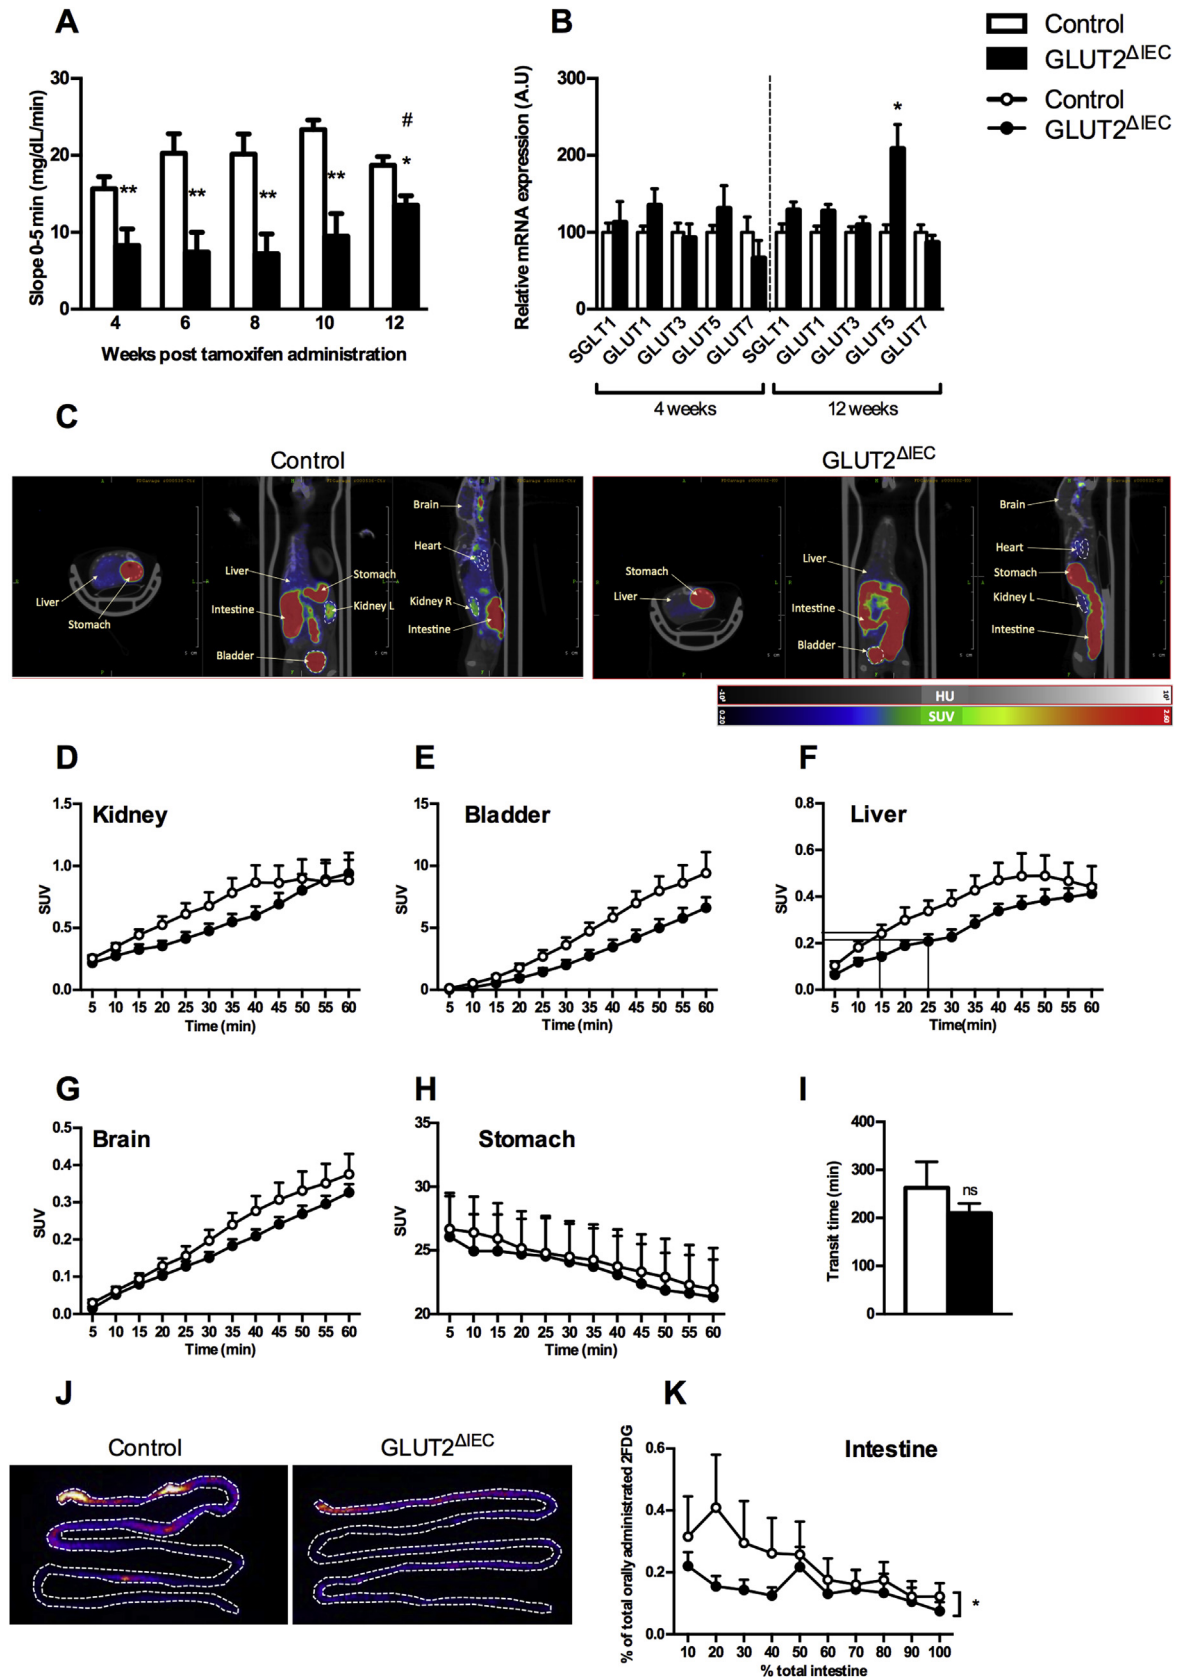 A
B
Control
GLUT2ΔIEC
Control
GLUT2ΔIEC
Slope 0-5 min (mg/dL/min)
30
20
10
0
** ** ** ** * #
4 6 8 10 12
Weeks post tamoxifen administration
Relative mRNA expression (A.U)
300
200
100
0
*
SGLT1 GLUT1 GLUT3 GLUT5 GLUT7 SGLT1 GLUT1 GLUT3 GLUT5 GLUT7
4 weeks 12 weeks
C
Control
GLUT2ΔIEC
Liver
Stomach
Liver
Intestine
Bladder
Stomach
Kidney L
Brain
Heart
Kidney R
Intestine
Stomach
Liver
Liver
Intestine
Bladder
Brain
Heart
Stomach
Kidney L
Intestine
HU
0.20 SUV 2.50
D
Kidney
SUV
1.5
1.0
0.5
0.0
5 10 15 20 25 30 35 40 45 50 55 60
Time (min)
E
Bladder
SUV
15
10
5
0
5 10 15 20 25 30 35 40 45 50 55 60
Time (min)
F
Liver
SUV
0.8
0.6
0.4
0.2
0.0
5 10 15 20 25 30 35 40 45 50 55 60
Time(min)
G
Brain
SUV
0.5
0.4
0.3
0.2
0.1
0.0
5 10 15 20 25 30 35 40 45 50 55 60
Time (min)
H
Stomach
SUV
35
30
25
20
5 10 15 20 25 30 35 40 45 50 55 60
Time (min)
I
Transit time (min)
400
300
200
100
0
ns
J
Control
GLUT2ΔIEC
K
Intestine
% of total orally administrated 2FDG
0.6
0.4
0.2
0.0
*
10 20 30 40 50 60 70 80 90 100
% total intestine